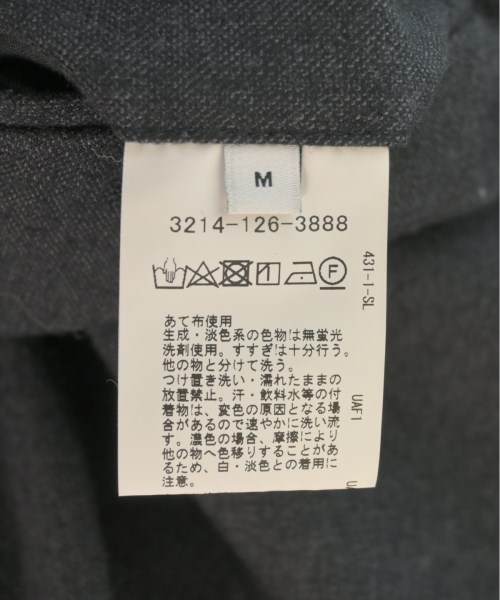 M
3214-126-3888
F
431-1-SL
あて布使用
生成・淡色系の色物は無蛍光
洗剤使用。すすぎは十分行う。
他の物と分けて洗う。
つけ置き洗い・濡れたままの
放置禁止。汗・飲料水等の付
着物は、変色の原因となる場
合があるので速やかに洗い流
す。濃色の場合、摩擦により
他の物へ色移りすることがあ
るため、白・淡色との着用に
注意。
UAF1